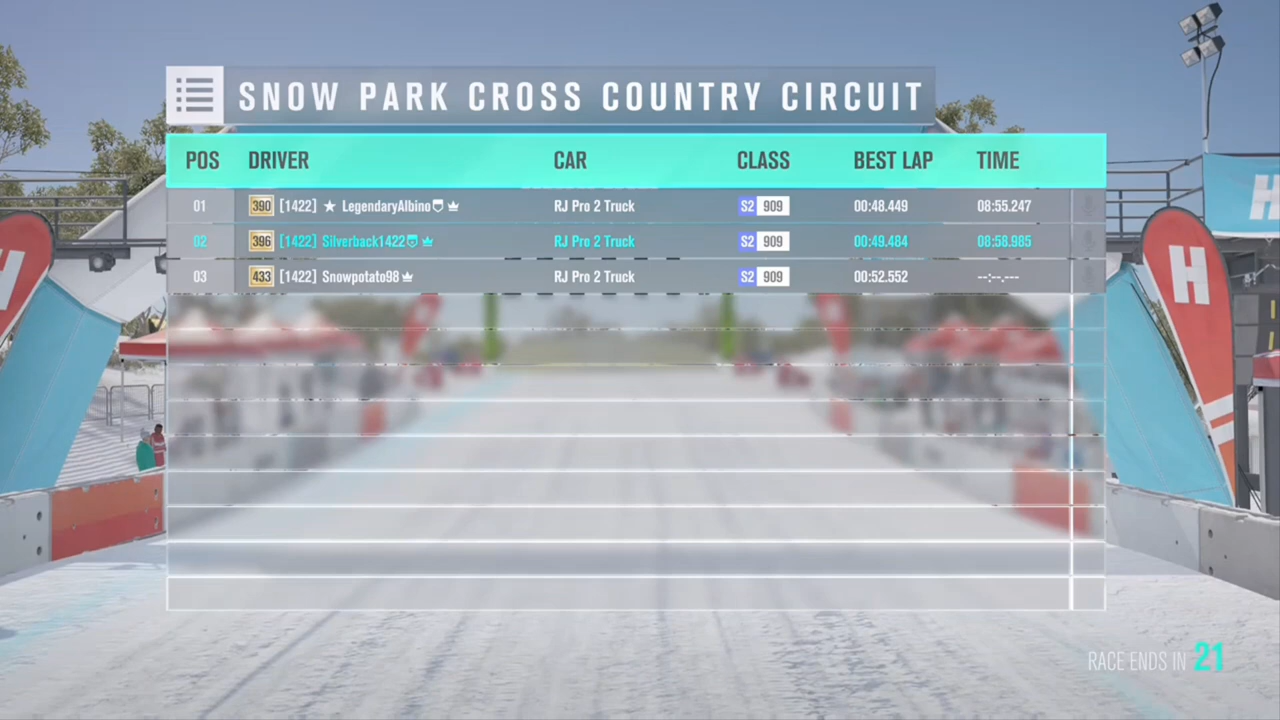 SNOW PARK CROSS COUNTRY CIRCUIT
POS DRIVER CAR CLASS BEST LAP TIME
01 390 [1422] ★ LegendaryAlbino RJ Pro 2 Truck S2 909 00:48.449 08:55.247
02 396 [1422] Silverback1422 RJ Pro 2 Truck S2 909 00:49.484 08:58.985
03 433 [1422] Snowpotato98 RJ Pro 2 Truck S2 909 00:52.552 --:--.---
H
H
H
RACE ENDS IN 21